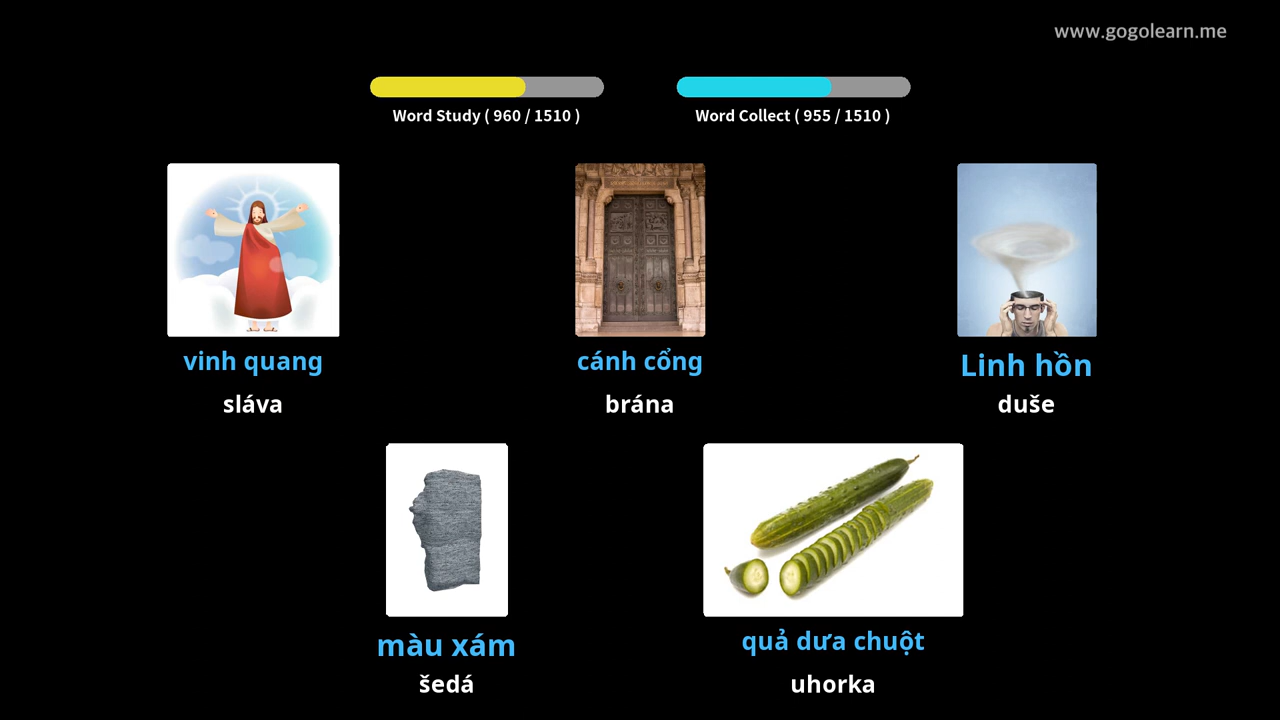 www.gogolearn.me
Word Study ( 960 / 1510 )
Word Collect ( 955 / 1510 )
vinh quang
sláva
cánh cổng
brána
Linh hồn
duše
màu xám
šedá
quả dưa chuột
uhorka